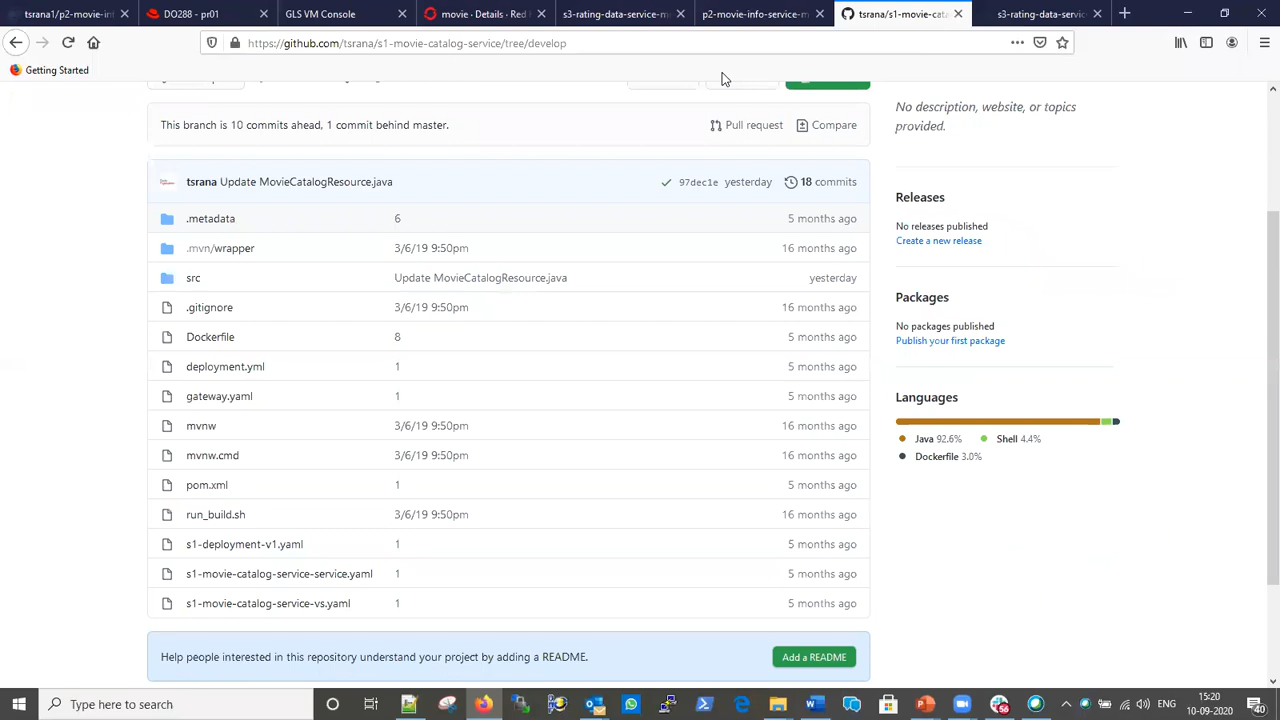 tsrana1/p2-movie-int
DO288 -
GLS VM Console
movie · Details · Red H
s3-rating-data-service-m
p2-movie-info-service-m
tsrana/s1-movie-cata
s3-rating-data-service
https://github.com/tsrana/s1-movie-catalog-service/tree/develop
Getting Started
This branch is 10 commits ahead, 1 commit behind master.
Pull request
Compare
tsrana Update MovieCatalogResource.java
97dec1e yesterday
18 commits
.metadata 6 5 months ago
.mvn/wrapper 3/6/19 9:50pm 16 months ago
src Update MovieCatalogResource.java yesterday
.gitignore 3/6/19 9:50pm 16 months ago
Dockerfile 8 5 months ago
deployment.yml 1 5 months ago
gateway.yaml 1 5 months ago
mvnw 3/6/19 9:50pm 16 months ago
mvnw.cmd 3/6/19 9:50pm 16 months ago
pom.xml 1 5 months ago
run_build.sh 3/6/19 9:50pm 16 months ago
s1-deployment-v1.yaml 1 5 months ago
s1-movie-catalog-service-service.yaml 1 5 months ago
s1-movie-catalog-service-vs.yaml 1 5 months ago
Help people interested in this repository understand your project by adding a README.
Add a README
No description, website, or topics
provided.
Releases
No releases published
Create a new release
Packages
No packages published
Publish your first package
Languages
Java 92.6%
Shell 4.4%
Dockerfile 3.0%
Type here to search
ENG
15:20
10-09-2020
40